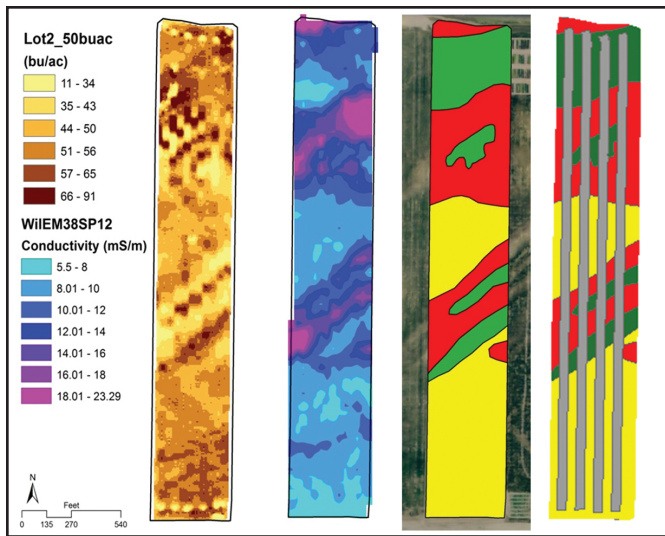 Lot2_50buac
(bu/ac)
11 - 34
35 - 43
44 - 50
51 - 56
57 - 65
66 - 91
WilEM38SP12
Conductivity (mS/m)
5.5 - 8
8.01 - 10
10.01 - 12
12.01 - 14
14.01 - 16
16.01 - 18
18.01 - 23.29
N
Feet
0 135 270 540